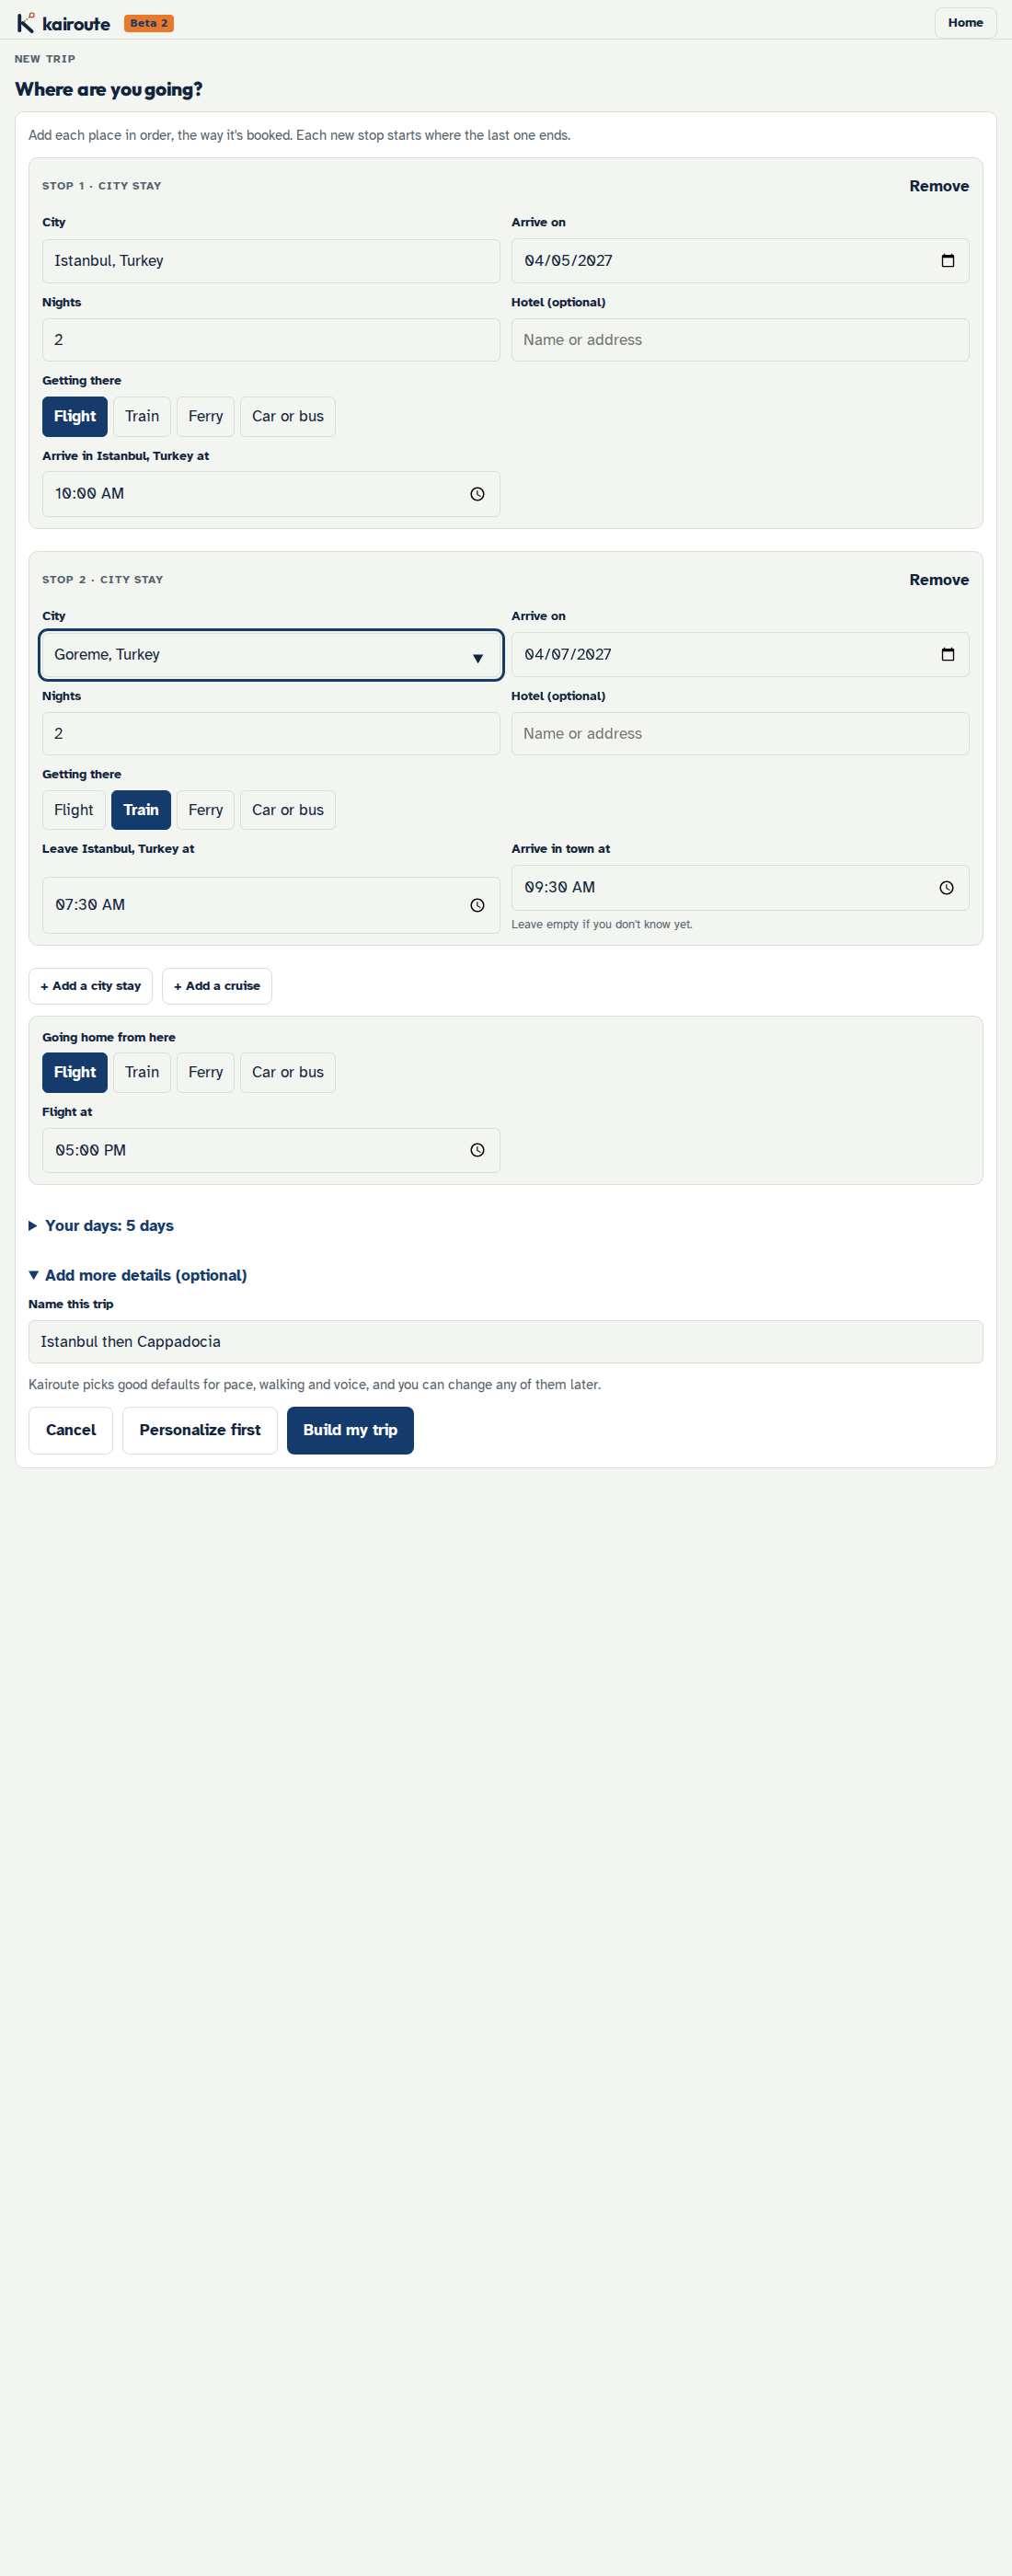 kairoute Beta 2 Home
NEW TRIP
Where are you going?
Add each place in order, the way it's booked. Each new stop starts where the last one ends.
STOP 1 · CITY STAY Remove
City Arrive on
Istanbul, Turkey 04/05/2027
Nights Hotel (optional)
2 Name or address
Getting there
Flight Train Ferry Car or bus
Arrive in Istanbul, Turkey at
10:00 AM
STOP 2 · CITY STAY Remove
City Arrive on
Goreme, Turkey 04/07/2027
Nights Hotel (optional)
2 Name or address
Getting there
Flight Train Ferry Car or bus
Leave Istanbul, Turkey at Arrive in town at
07:30 AM 09:30 AM
Leave empty if you don't know yet.
+ Add a city stay + Add a cruise
Going home from here
Flight Train Ferry Car or bus
Flight at
05:00 PM
Your days: 5 days
Add more details (optional)
Name this trip
Istanbul then Cappadocia
Kairoute picks good defaults for pace, walking and voice, and you can change any of them later.
Cancel Personalize first Build my trip